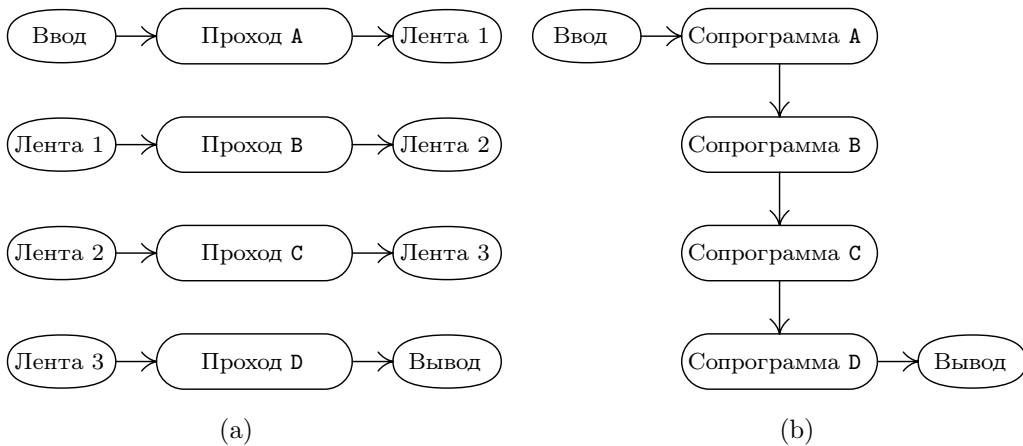 Ввод Проход A Лента 1
Лента 1 Проход B Лента 2
Лента 2 Проход C Лента 3
Лента 3 Проход D Вывод
(a)
Ввод Сопрограмма A
Сопрограмма B
Сопрограмма C
Сопрограмма D Вывод
(b)